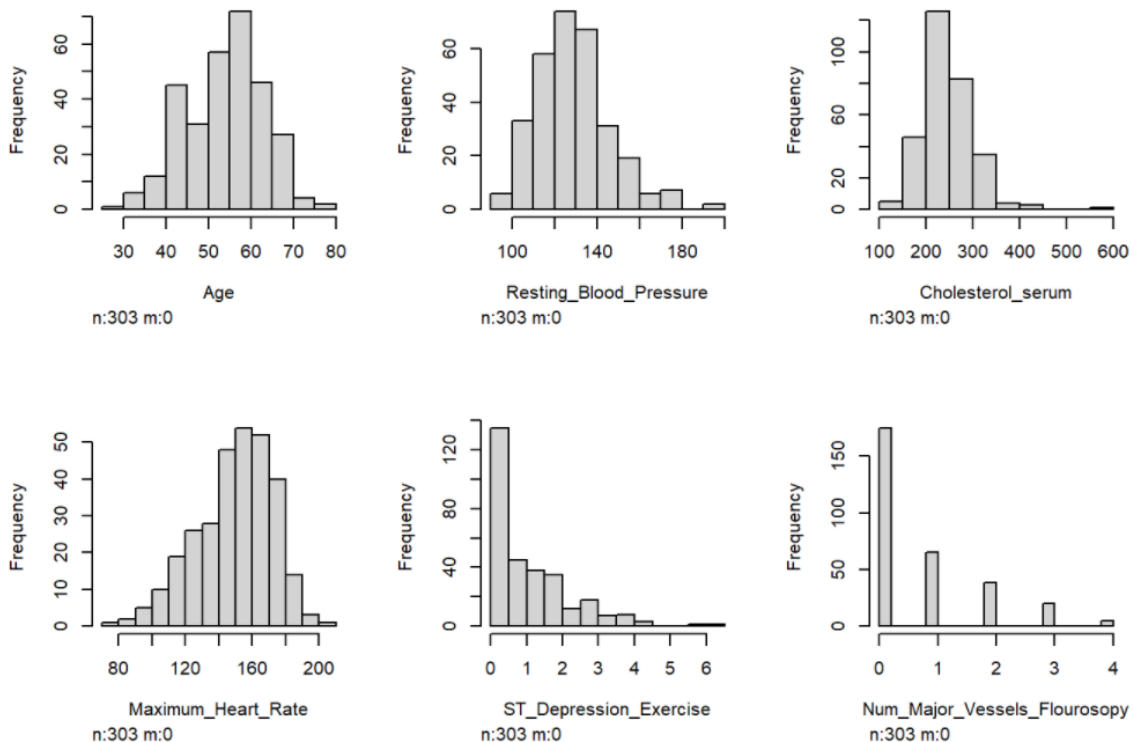 Frequency
0 20 40 60
30 40 50 60 70 80
Age
n:303 m:0
Frequency
0 20 40 60
100 140 180
Resting_Blood_Pressure
n:303 m:0
Frequency
0 20 60 100
100 200 300 400 500 600
Cholesterol_serum
n:303 m:0
Frequency
0 10 20 30 40 50
80 120 160 200
Maximum_Heart_Rate
n:303 m:0
Frequency
0 40 80 120
0 1 2 3 4 5 6
ST_Depression_Exercise
n:303 m:0
Frequency
0 50 100 150
0 1 2 3 4
Num_Major_Vessels_Flourosopy
n:303 m:0